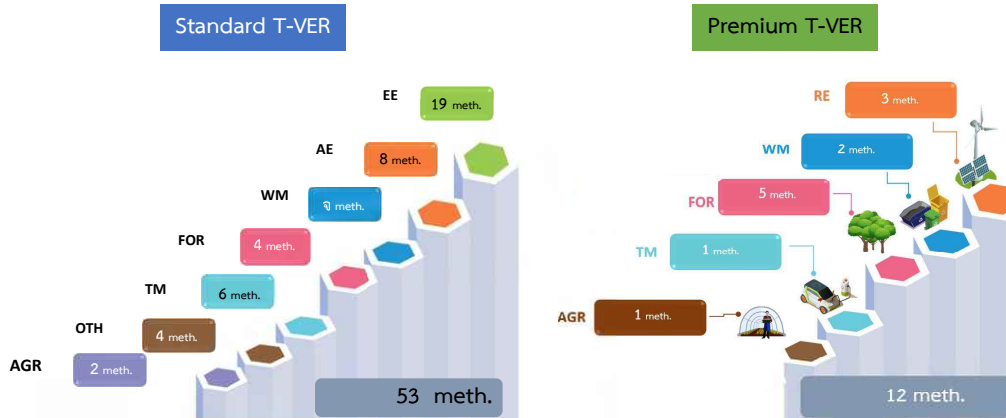 Standard T-VER
EE
19 meth.
AE
8 meth.
WM
จ meth.
FOR
4 meth.
TM
6 meth.
OTH
4 meth.
AGR
2 meth.
53 meth.
Premium T-VER
RE
3 meth.
WM
2 meth.
FOR
5 meth.
TM
1 meth.
AGR
1 meth.
12 meth.